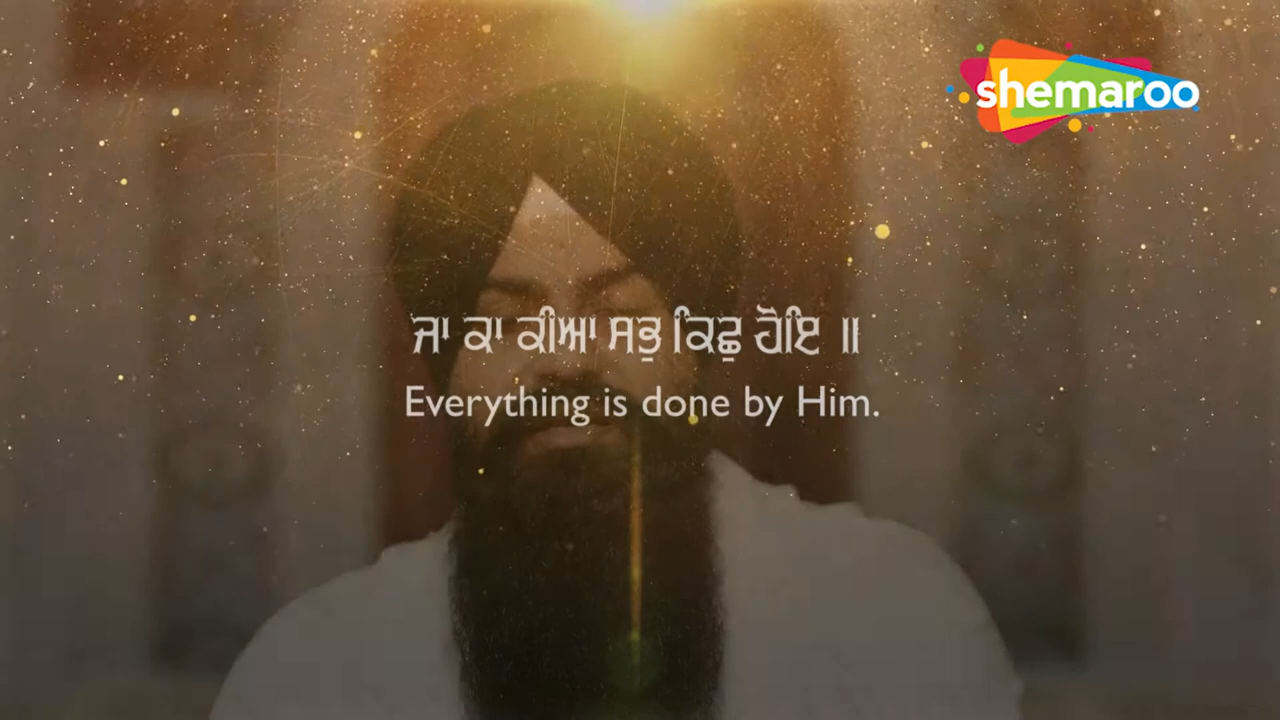 shemaroo
ਜਾ ਕਾ ਕੀਆ ਸਭੁ ਕਿਛੁ ਹੋਇ ॥
Everything is done by Him.